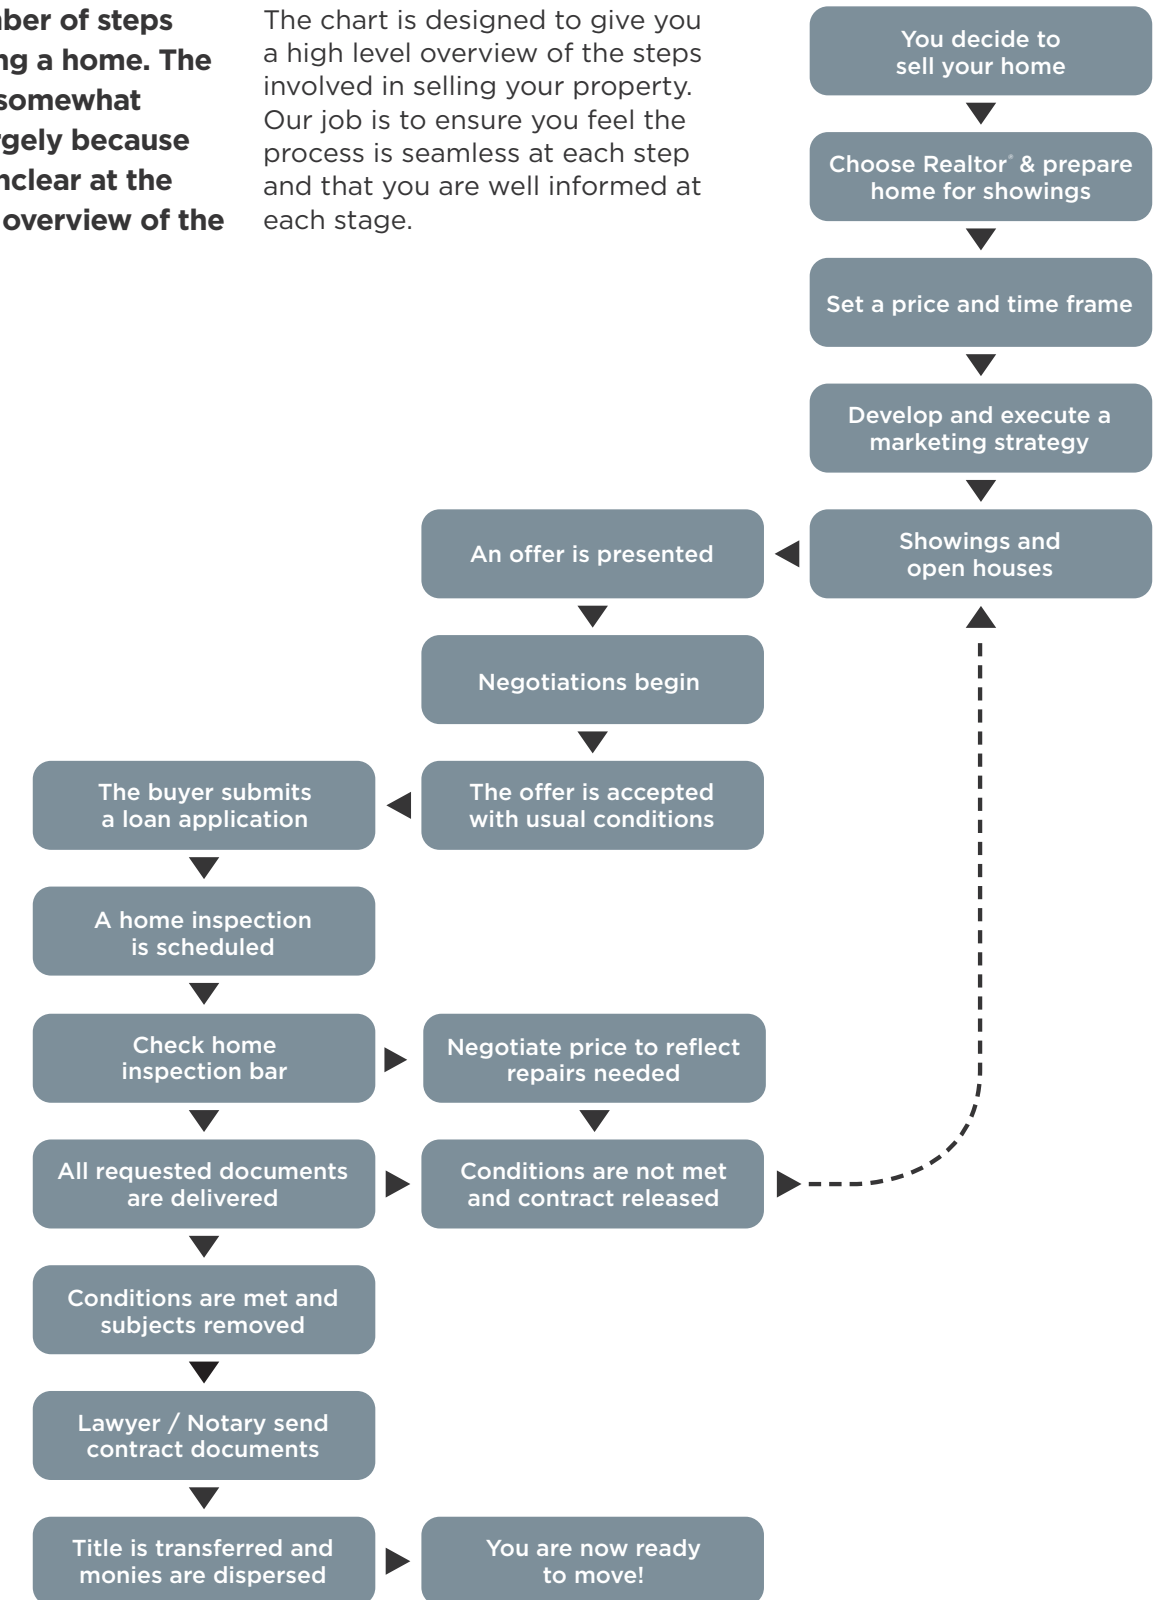 ber of steps
ng a home. The
somewhat
rgely because
nclear at the
overview of the
The chart is designed to give you
a high level overview of the steps
involved in selling your property.
Our job is to ensure you feel the
process is seamless at each step
and that you are well informed at
each stage.
You decide to
sell your home
Choose Realtor® & prepare
home for showings
Set a price and time frame
Develop and execute a
marketing strategy
Showings and
open houses
An offer is presented
Negotiations begin
The offer is accepted
with usual conditions
The buyer submits
a loan application
A home inspection
is scheduled
Check home
inspection bar
Negotiate price to reflect
repairs needed
All requested documents
are delivered
Conditions are not met
and contract released
Conditions are met and
subjects removed
Lawyer / Notary send
contract documents
Title is transferred and
monies are dispersed
You are now ready
to move!